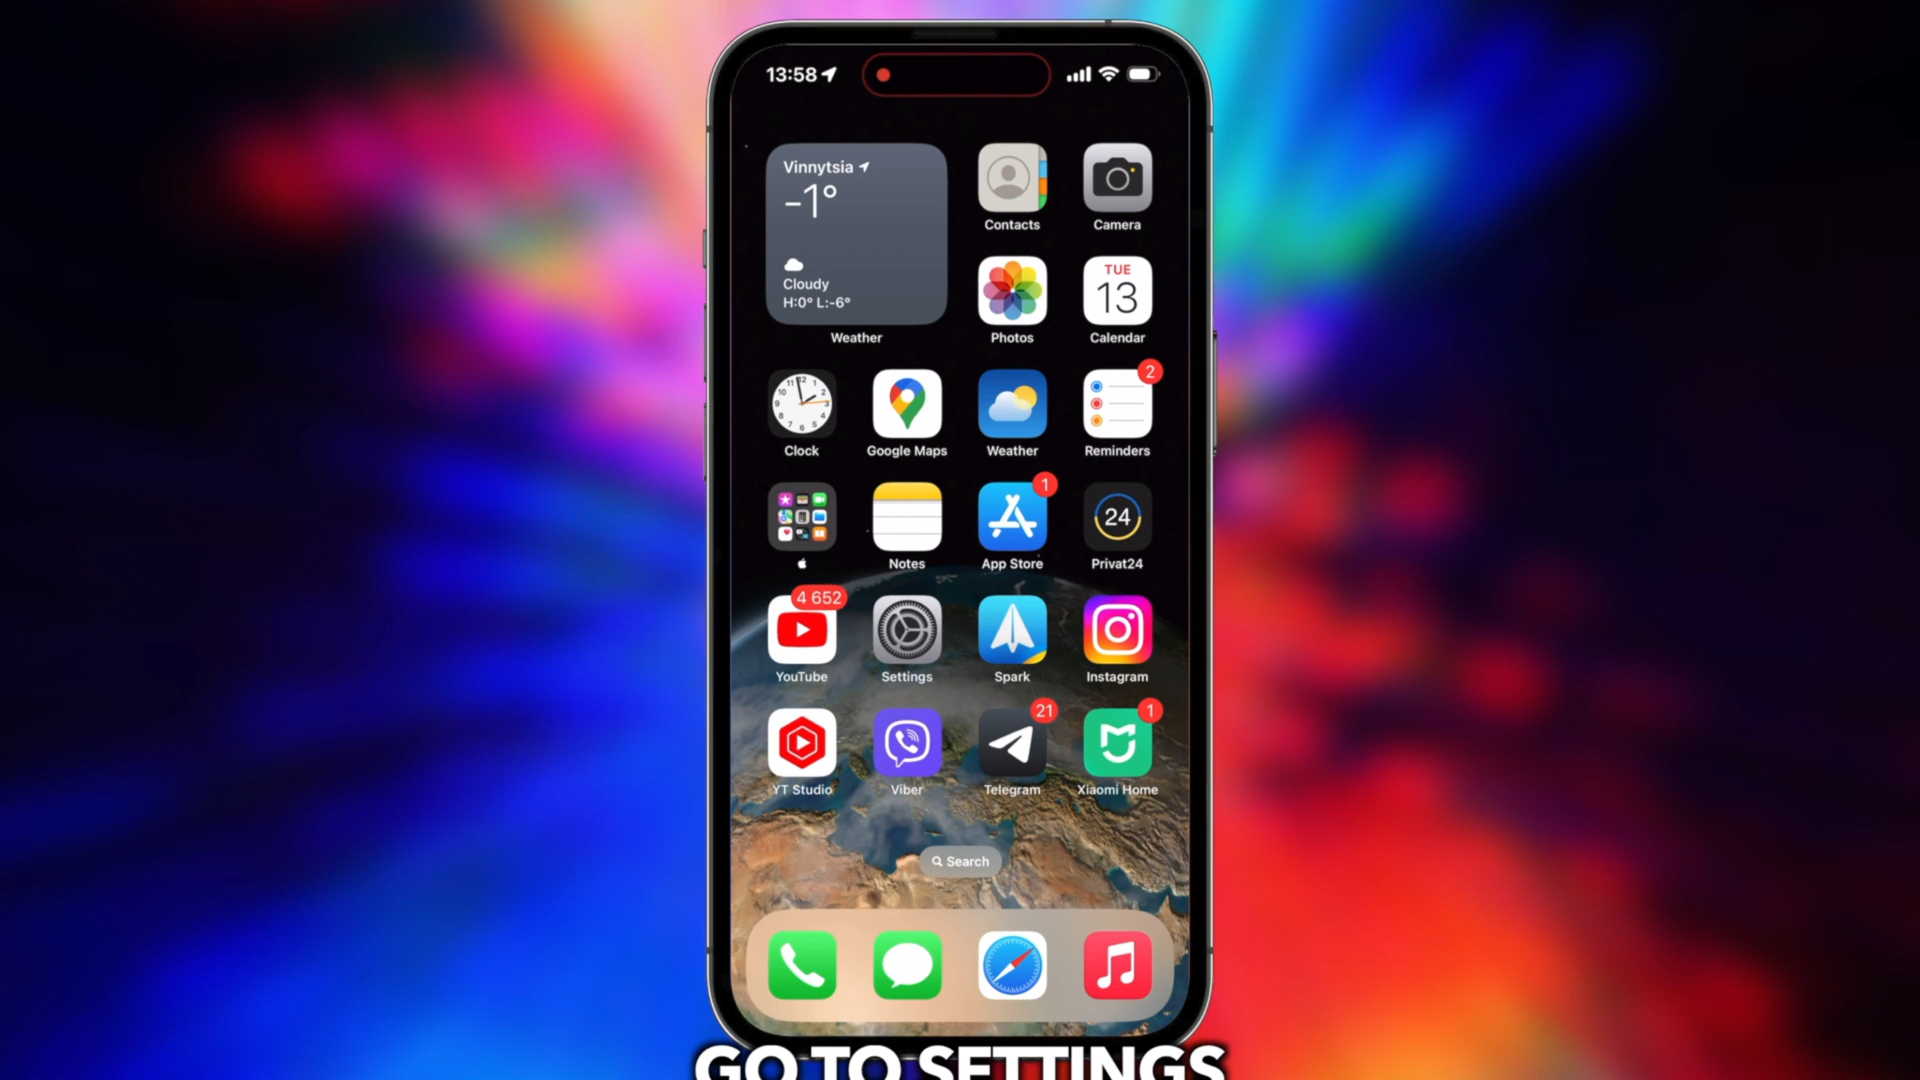 13:58
Vinnytsia
-1°
Cloudy
H:0° L:-6°
Weather
Contacts
Camera
Photos
TUE
13
Calendar
Clock
Google Maps
Weather
2
Reminders
Notes
1
App Store
24
Privat24
4 652
YouTube
Settings
Spark
Instagram
YT Studio
Viber
21
Telegram
1
Xiaomi Home
Search
GO TO SETTINGS